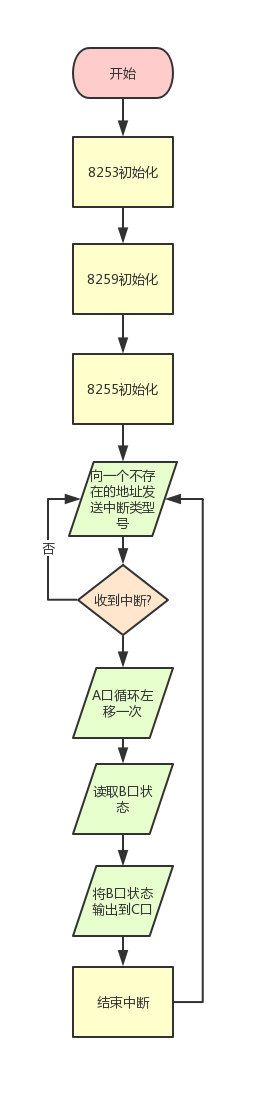 开始
8253初始化
8259初始化
8255初始化
向一个不存
在的地址发
送中断类型
号
否
收到中断?
A口循环左
移一次
读取B口状
态
将B口状态
输出到C口
结束中断